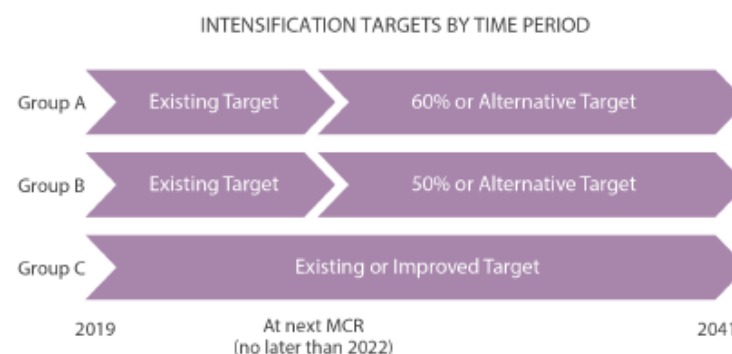 INTENSIFICATION TARGETS BY TIME PERIOD
Group A
Existing Target
60% or Alternative Target
Group B
Existing Target
50% or Alternative Target
Group C
Existing or Improved Target
2019
At next MCR
(no later than 2022)
2041